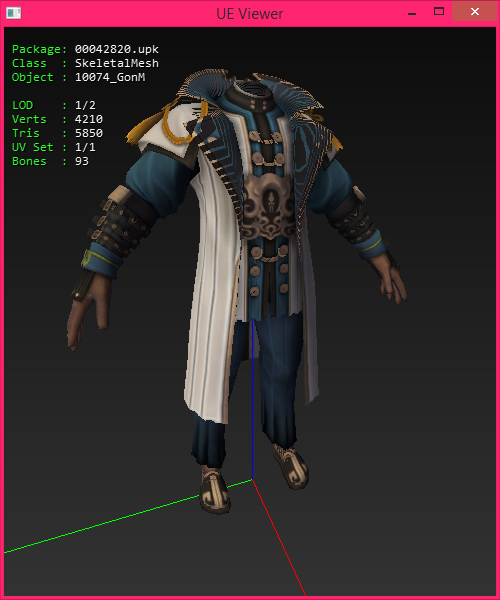 UE Viewer
Package: 00042820.upk
Class  : SkeletalMesh
Object : 10074_GonM
LOD    : 1/2
Verts  : 4210
Tris   : 5850
UV Set : 1/1
Bones  : 93